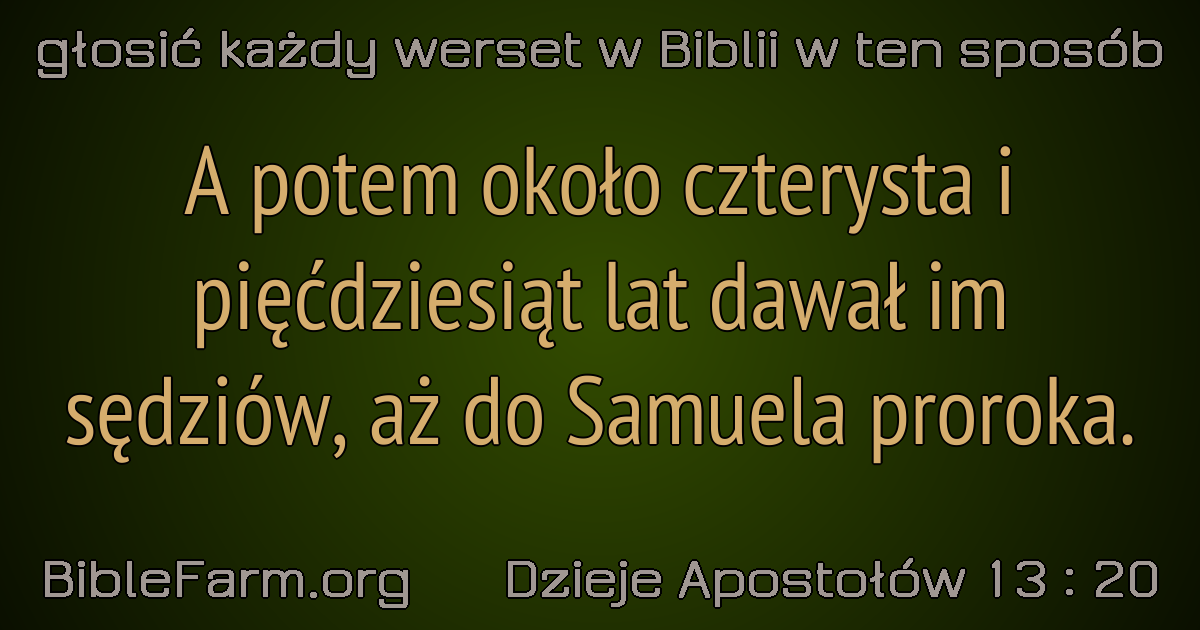 głosić każdy werset w Biblii w ten sposób
A potem około czterysta i
pięćdziesiąt lat dawał im
sędziów, aż do Samuela proroka.
BibleFarm.org Dzieje Apostołów 13 : 20